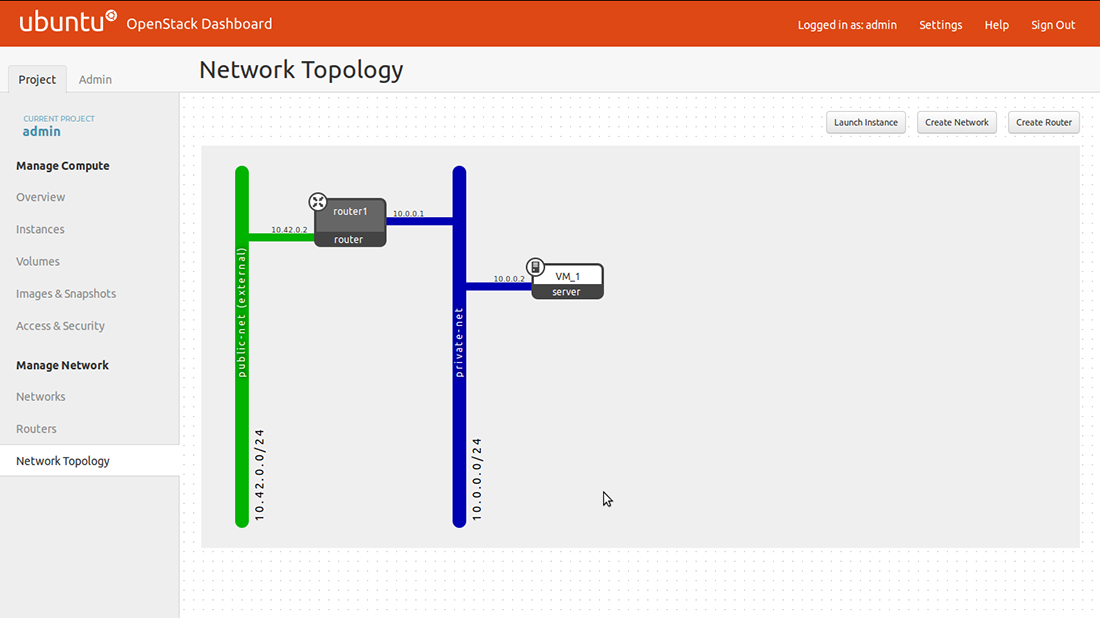 ubuntu OpenStack Dashboard
Logged in as: admin Settings Help Sign Out
Project Admin
Network Topology
CURRENT PROJECT
admin
Launch Instance Create Network Create Router
Manage Compute
Overview
Instances
Volumes
Images & Snapshots
Access & Security
Manage Network
Networks
Routers
Network Topology
public-net (external)
10.42.0.0/24
10.42.0.2
router1
router
10.0.0.1
private-net
10.0.0.0/24
10.0.0.2
VM_1
server